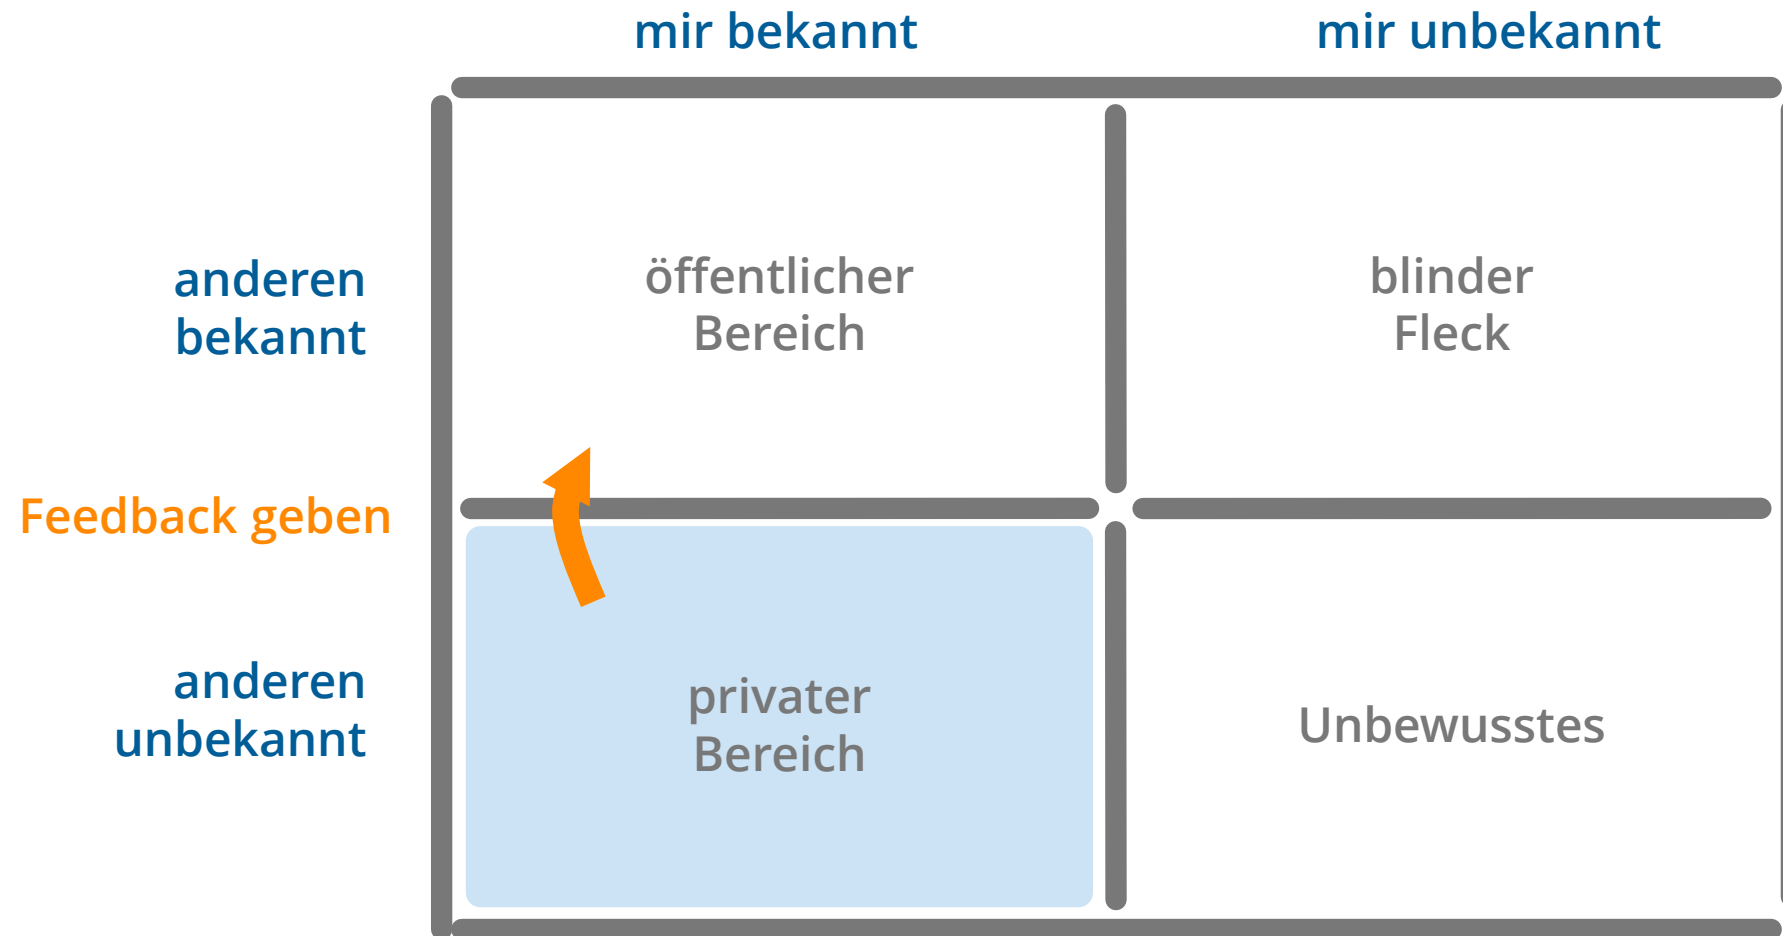 mir bekannt
mir unbekannt
anderen
bekannt
öffentlicher
Bereich
blinder
Fleck
Feedback geben
anderen
unbekannt
privater
Bereich
Unbewusstes